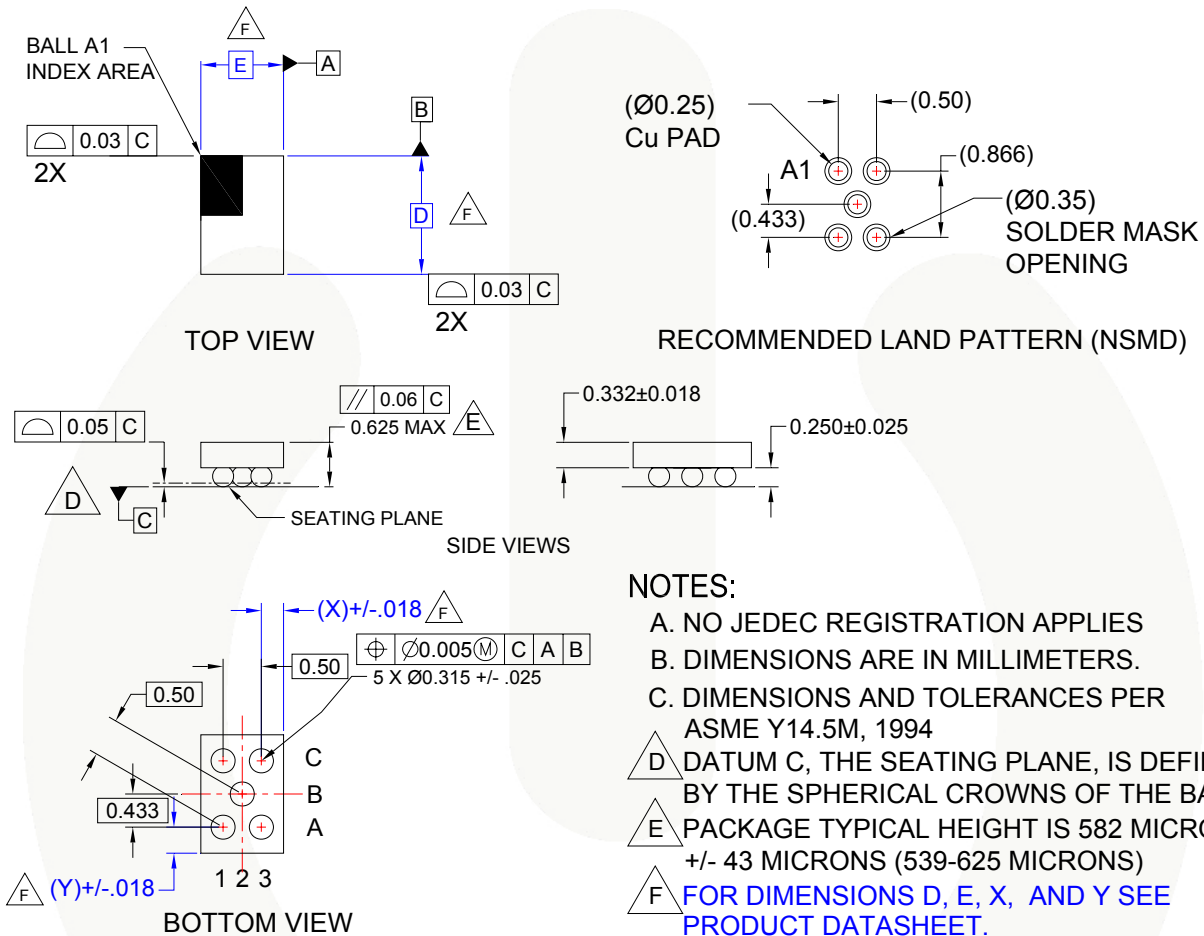 F
BALL A1
INDEX AREA
E
A
B
0.03 C
2X
D
F
0.03 C
2X
TOP VIEW
(Ø0.25)
Cu PAD
(0.50)
A1
(0.866)
(0.433)
(Ø0.35)
SOLDER MASK
OPENING
RECOMMENDED LAND PATTERN (NSMD)
0.05 C
// 0.06 C
0.625 MAX
E
D
C
SEATING PLANE
0.332±0.018
0.250±0.025
SIDE VIEWS
(X)+/-.018
F
⌖ Ø0.005Ⓜ C A B
5 X Ø0.315 +/- .025
0.50
0.50
0.433
C
B
A
1 2 3
F
(Y)+/-.018
BOTTOM VIEW
NOTES:
A. NO JEDEC REGISTRATION APPLIES
B. DIMENSIONS ARE IN MILLIMETERS.
C. DIMENSIONS AND TOLERANCES PER
ASME Y14.5M, 1994
D DATUM C, THE SEATING PLANE, IS
BY THE SPHERICAL CROWNS OF THE
E PACKAGE TYPICAL HEIGHT IS 582
+/- 43 MICRONS (539-625 MICRONS)
F FOR DIMENSIONS D, E, X, AND Y SEE
PRODUCT DATASHEET.